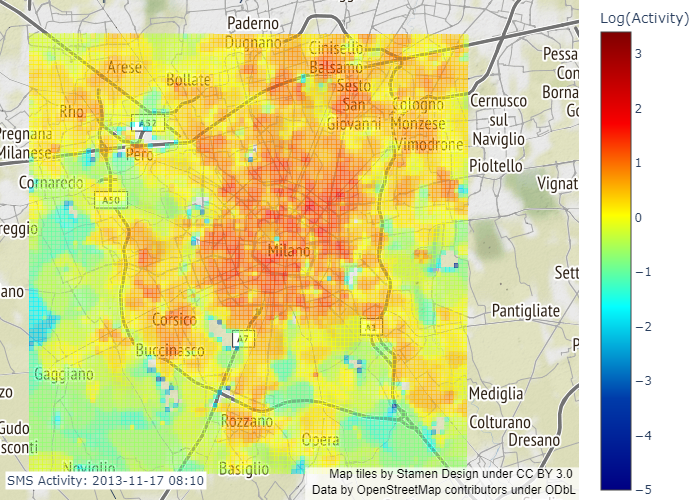 Log(Activity)
3
2
1
0
−1
−2
−3
−4
−5
Paderno
Dugnano
Cinisello
Balsamo
Arese
Bollate
Sesto
San
Giovanni
Rho
Cologno
Monzese
Vimodrone
Cernusco
sul
Naviglio
Pessa
Con
Borna
Go
A52
Pregnana
Milanese
Pero
Pioltello
Cornaredo
Vignat
A50
reggio
Milano
Sett
ano
Pantigliate
Corsico
A7
A1
Buccinasco
P
Gaggiano
zo
Mediglia
Rozzano
Colturano
Gudo
sconti
Opera
Dresano
Noviglio
Basiglio
SMS Activity: 2013-11-17 08:10
Map tiles by Stamen Design under CC BY 3.0
Data by OpenStreetMap contributors under ODbL